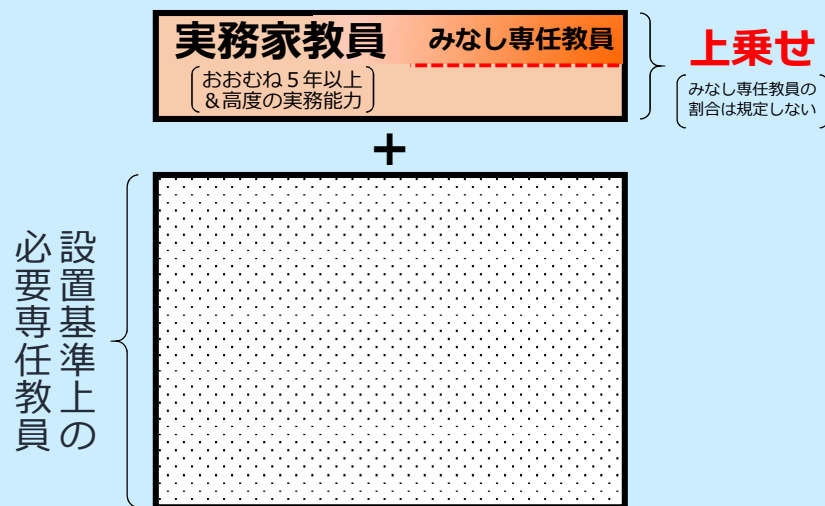 実務家教員
みなし専任教員
おおむね５年以上
＆高度の実務能力
上乗せ
みなし専任教員の
割合は規定しない
＋
設置基準上の
必要専任教員